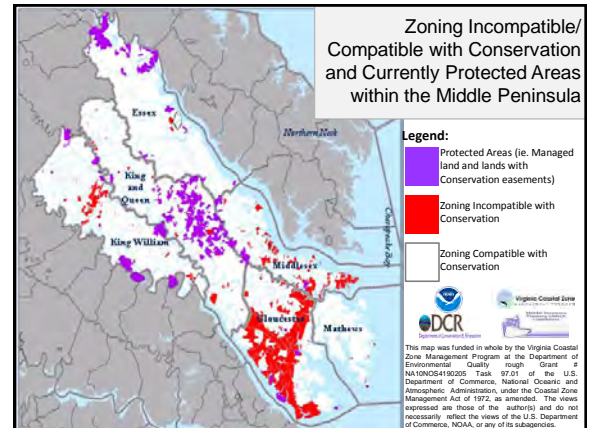 Zoning Incompatible/
Compatible with Conservation
and Currently Protected Areas
within the Middle Peninsula
Essex
Northern Neck
King
and
Queen
King William
Middlesex
Gloucester
Mathews
Chesapeake Bay
Legend:
Protected Areas (ie. Managed
land and lands with
Conservation easements)
Zoning Incompatible with
Conservation
Zoning Compatible with
Conservation
Virginia Coastal Zone
DCR
This map was funded in whole by the Virginia Coastal
Zone Management Program at the Department of
Environmental Quality rough Grant #
NA10NOS4190205 Task 97.01 of the U.S.
Department of Commerce, National Oceanic and
Atmospheric Administration, under the Coastal Zone
Management Act of 1972, as amended. The views
expressed are those of the author(s) and do not
necessarily reflect the views of the U.S. Department
of Commerce, NOAA, or any of its subagencies.